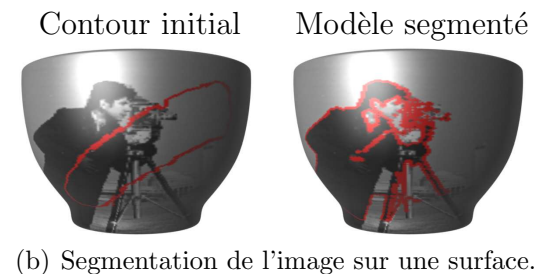 Contour initial Modèle segmenté
(b) Segmentation de l'image sur une surface.